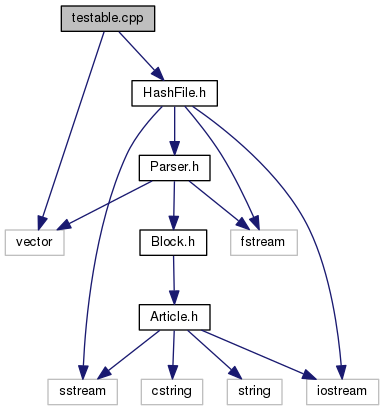 testable.cpp
HashFile.h
Parser.h
vector
Block.h
fstream
Article.h
sstream
cstring
string
iostream